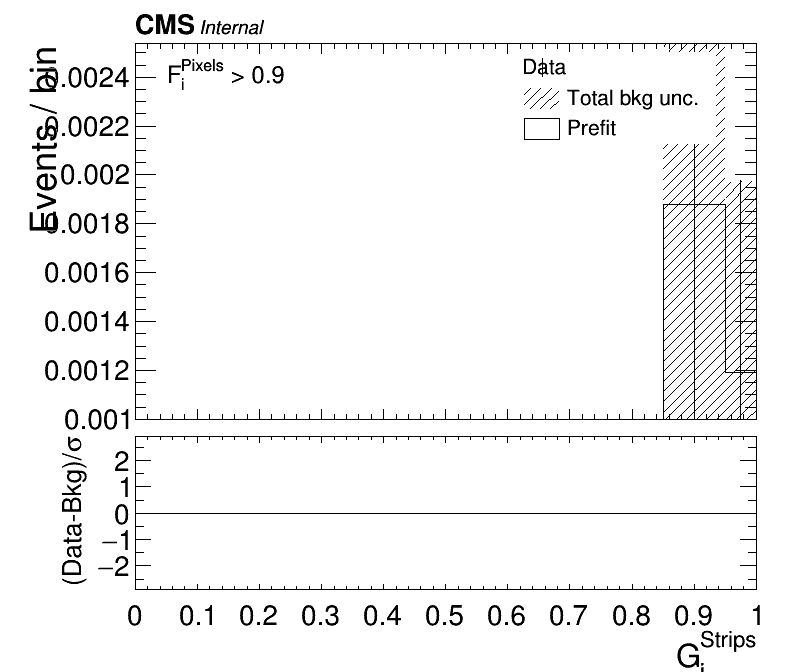 CMS Internal
Events / bin
F_i^Pixels > 0.9
Data
Total bkg unc.
Prefit
0.0024
0.0022
0.002
0.0018
0.0016
0.0014
0.0012
0.001
(Data-Bkg)/σ
2
1
0
−1
−2
0 0.1 0.2 0.3 0.4 0.5 0.6 0.7 0.8 0.9 1
G_i^Strips